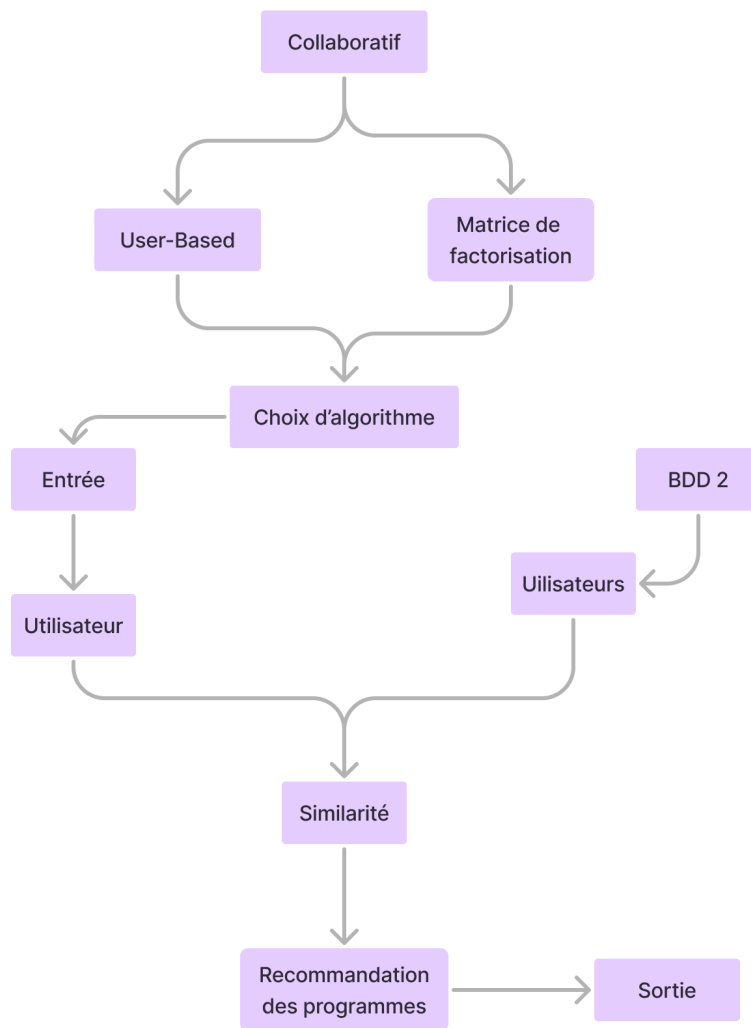 Collaboratif
User-Based
Matrice de
factorisation
Choix d’algorithme
Entrée
BDD 2
Uilisateurs
Utilisateur
Similarité
Recommandation
des programmes
Sortie